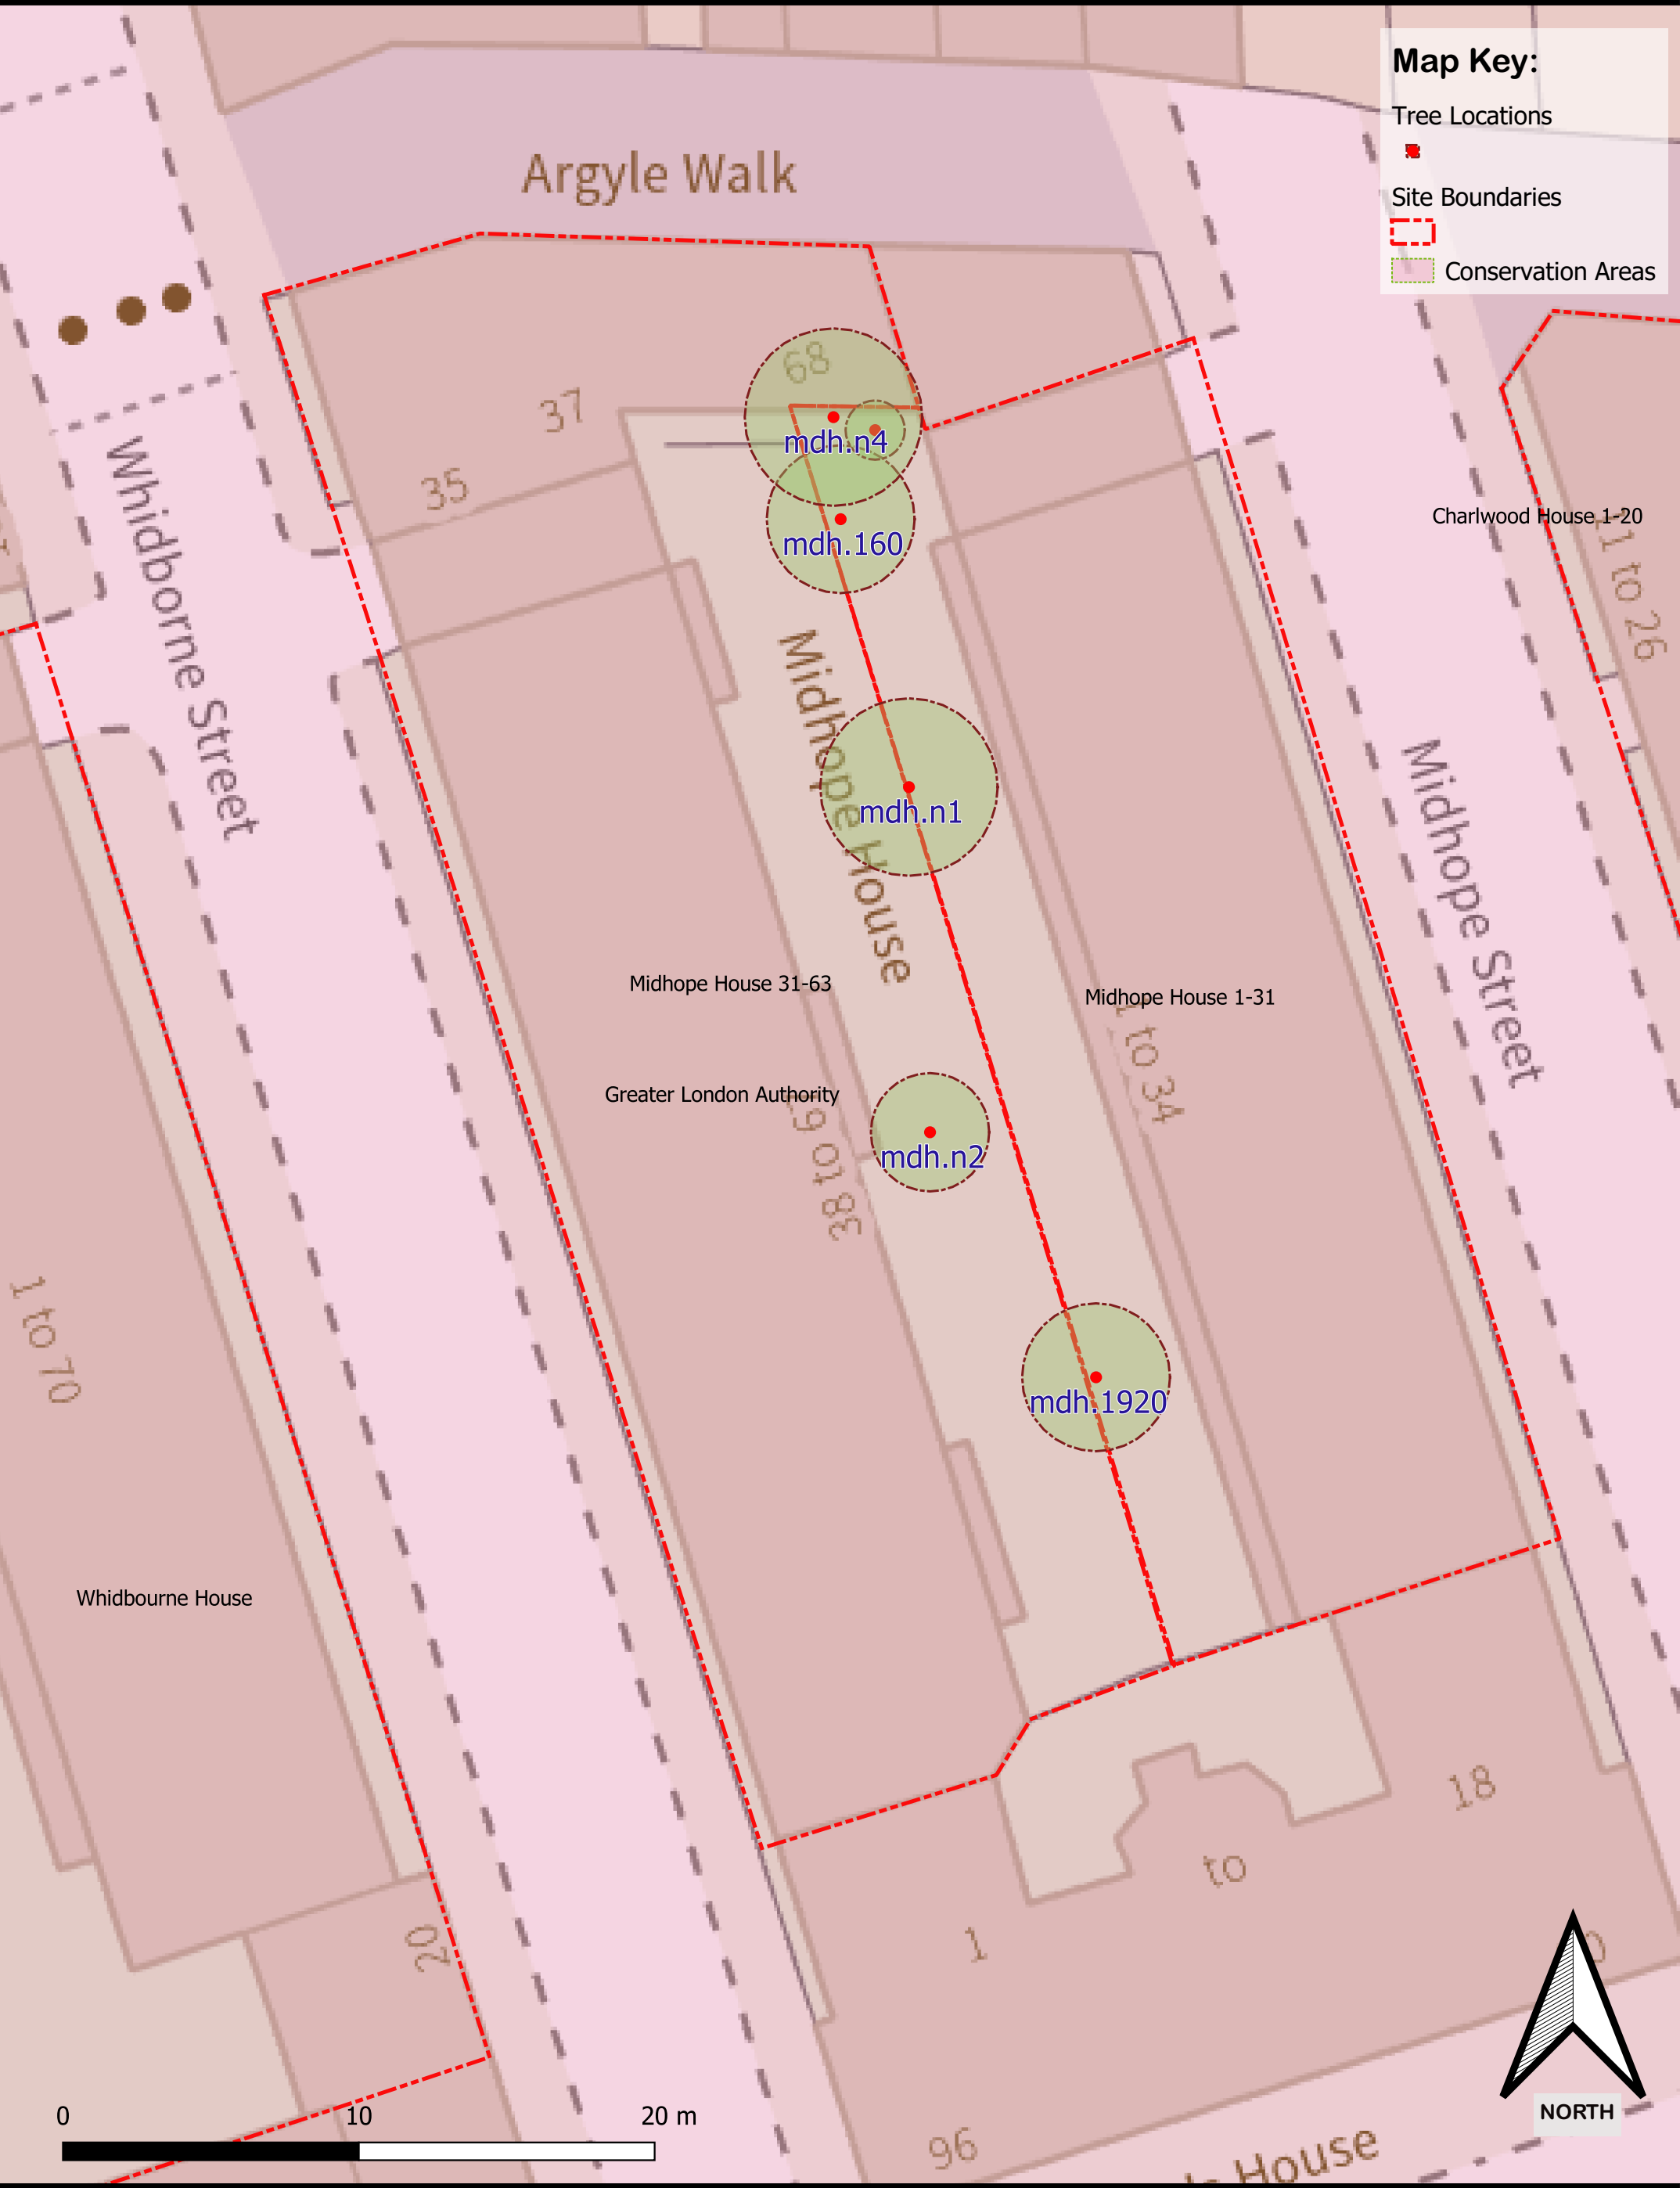 Map Key:
Tree Locations
Site Boundaries
Conservation Areas
Argyle Walk
68
37
35
mdh.n4
mdh.160
Whidborne Street
Charlwood House 1-20
11 to 26
Midhope House
mdh.n1
Midhope Street
Midhope House 31-63
Midhope House 1-31
1 to 34
Greater London Authority
38 to 67
mdh.n2
1 to 70
mdh.1920
Whidbourne House
18
to
1
20
NORTH
0 10 20 m
96
House